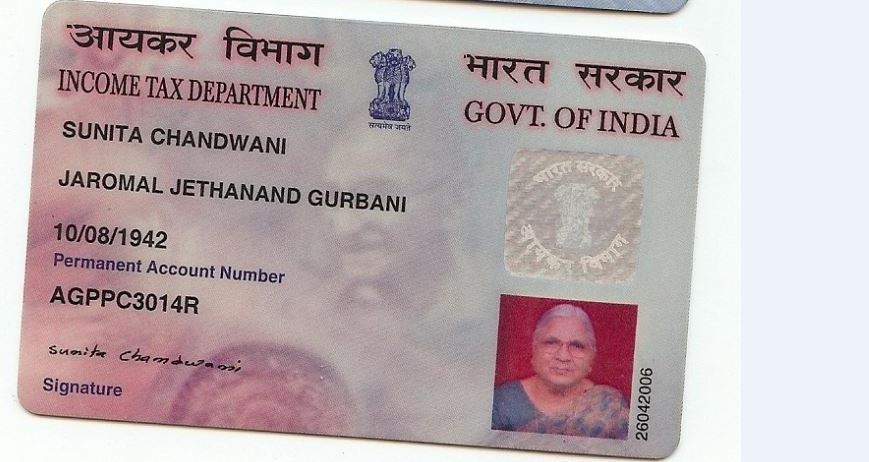 आयकर विभाग
INCOME TAX DEPARTMENT
सत्यमेव जयते
भारत सरकार
GOVT. OF INDIA
SUNITA CHANDWANI
JAROMAL JETHANAND GURBANI
10/08/1942
Permanent Account Number
AGPPC3014R
Sunita Chandwani
Signature
भारत सरकार
आयकर विभाग
26042006